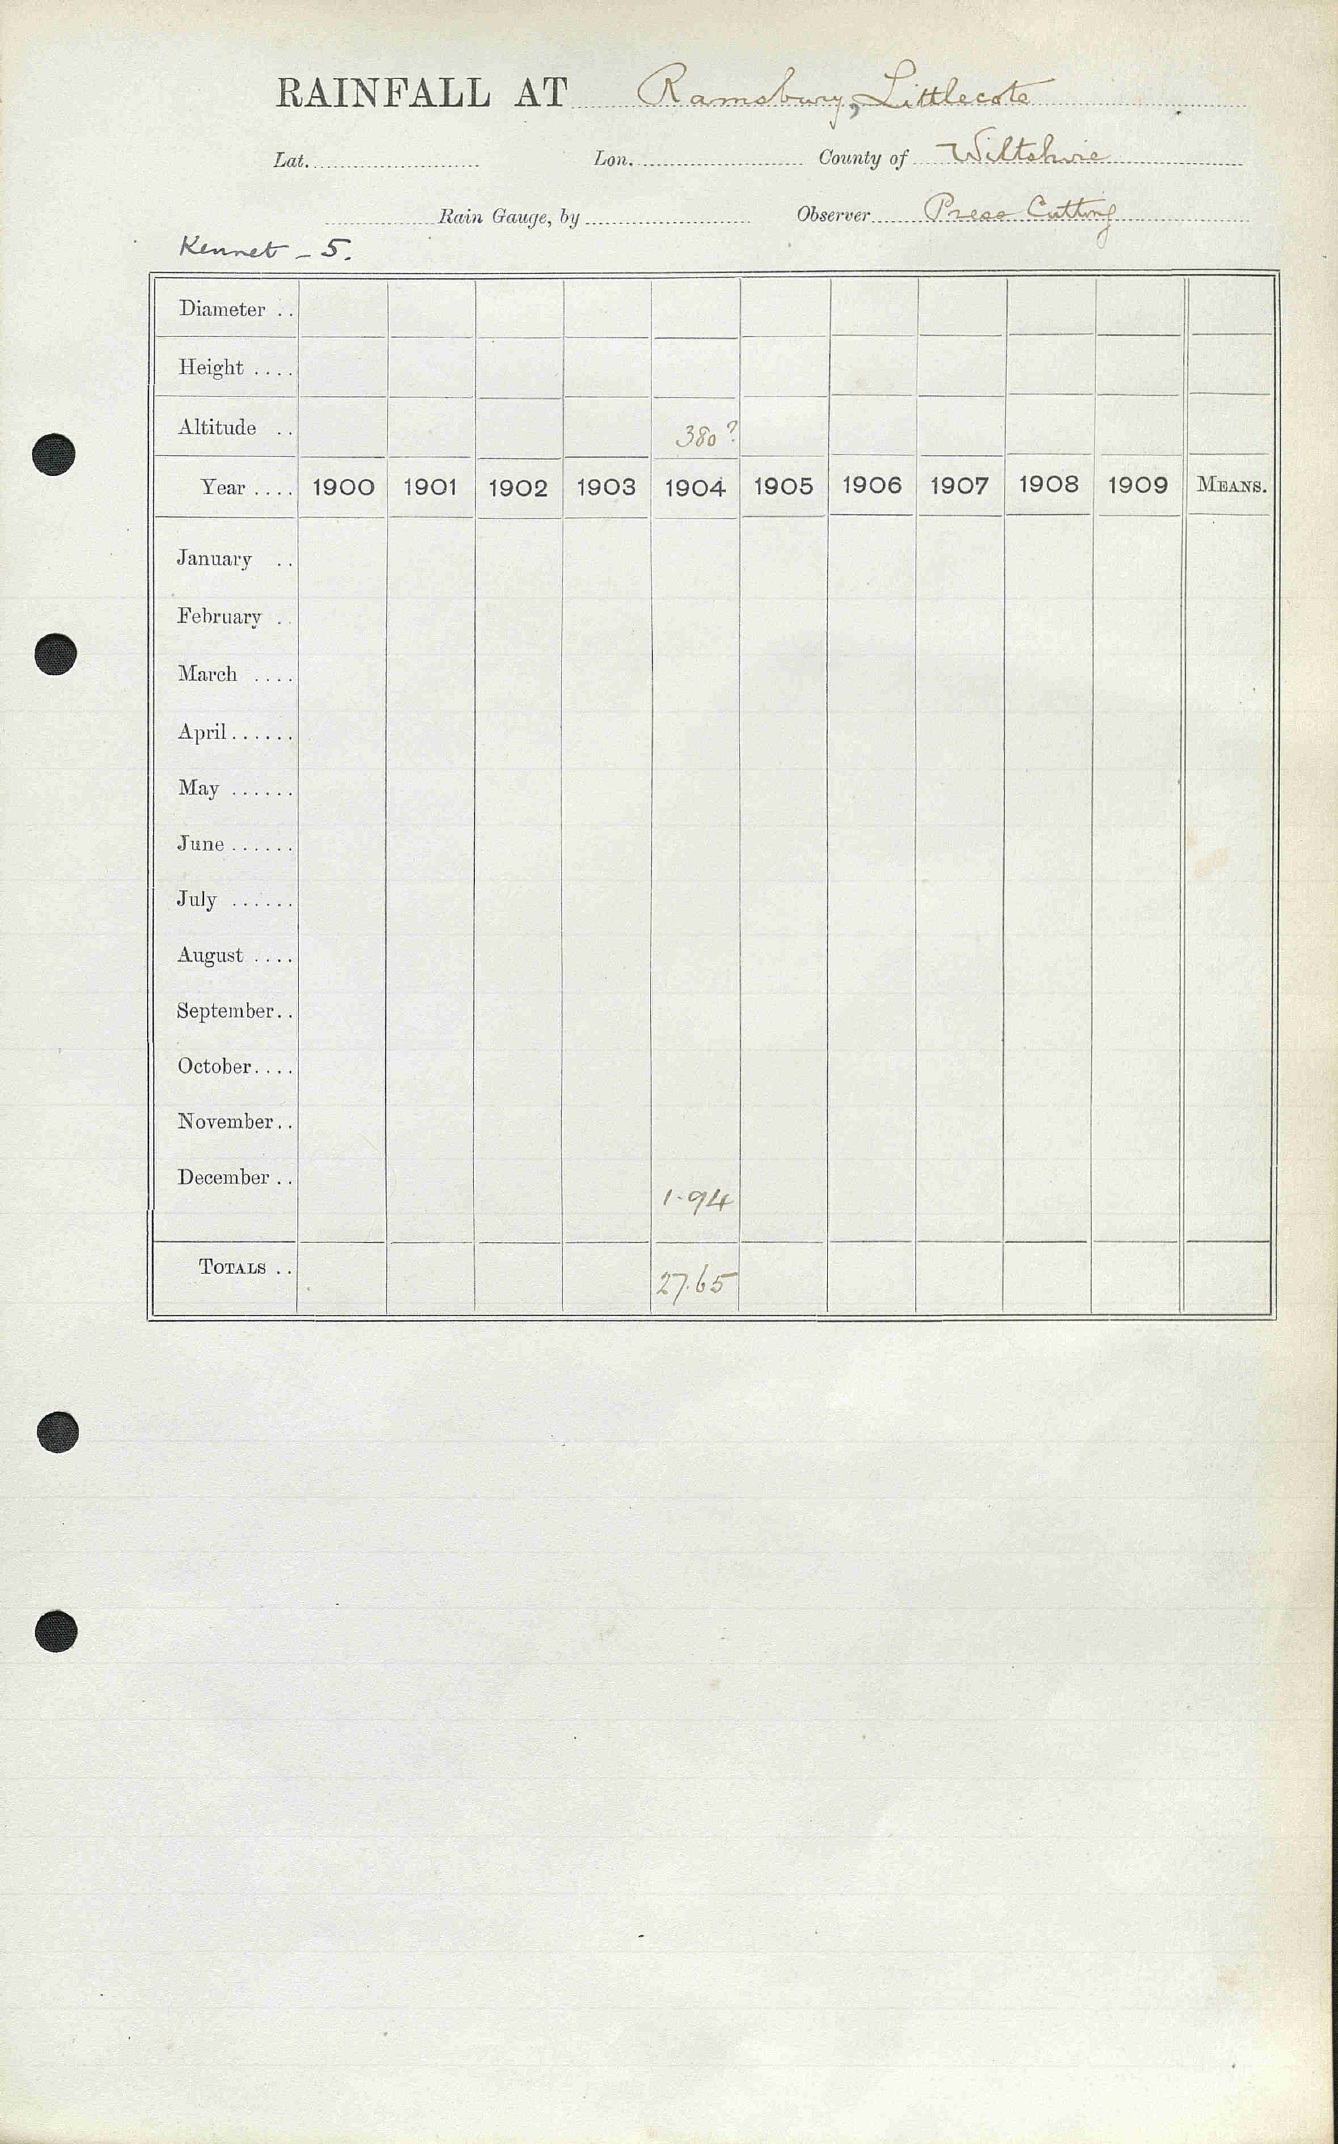 RAINFALL AT Ramsbury, Littlecote
Lat. Lon. County of Wiltshire
Rain Gauge, by Observer Press Cutting
Kennet - 5.
Diameter ..
Height ....
Altitude .. 380?
Year .... 1900 1901 1902 1903 1904 1905 1906 1907 1908 1909 MEANS.
January ..
February ..
March ....
April ......
May ......
June ......
July ......
August ....
September..
October....
November..
December .. 1.94
TOTALS .. 27.65